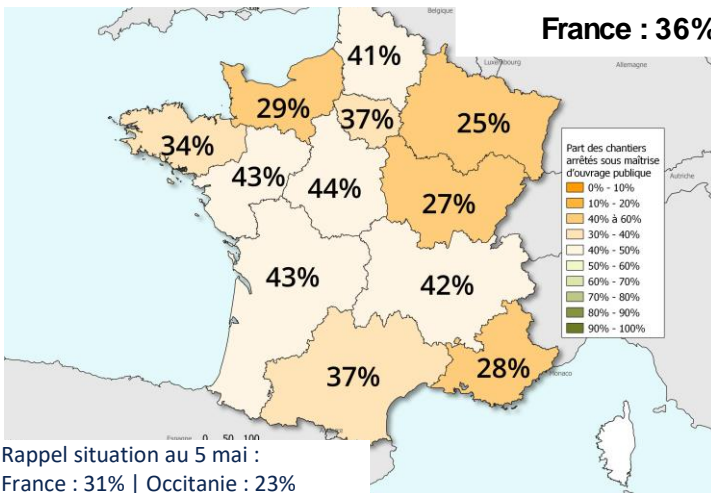 Belgique
France : 36%
41%
Luxembourg
Allemagne
29%
37%
25%
34%
Part des chantiers
arrêtés sous maîtrise
d'ouvrage publique
0% - 10%
10% - 20%
40% à 60%
30% - 40%
40% - 50%
50% - 60%
60% - 70%
70% - 80%
80% - 90%
90% - 100%
Autriche
43%
44%
27%
43%
42%
37%
28%
Monaco
Espagne 0 50 100
Rappel situation au 5 mai :
France : 31% | Occitanie : 23%